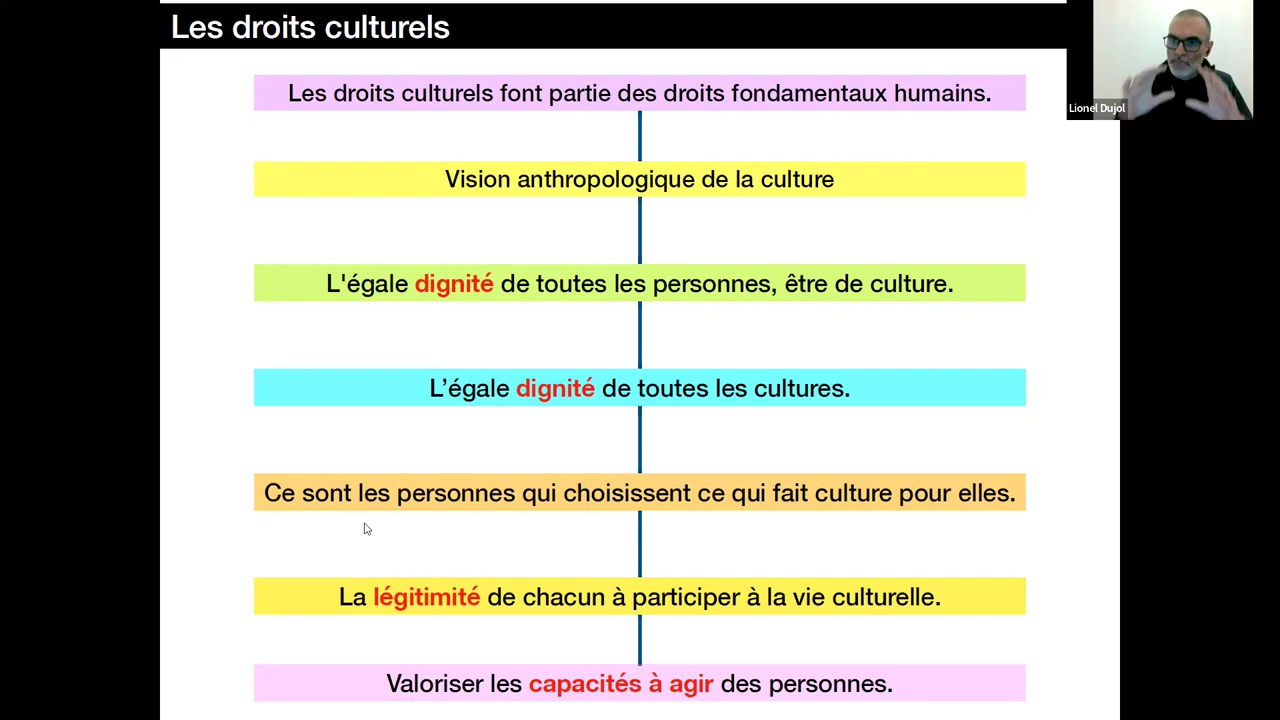 Les droits culturels
Lionel Dujol
Les droits culturels font partie des droits fondamentaux humains.
Vision anthropologique de la culture
L'égale dignité de toutes les personnes, être de culture.
L’égale dignité de toutes les cultures.
Ce sont les personnes qui choisissent ce qui fait culture pour elles.
La légitimité de chacun à participer à la vie culturelle.
Valoriser les capacités à agir des personnes.